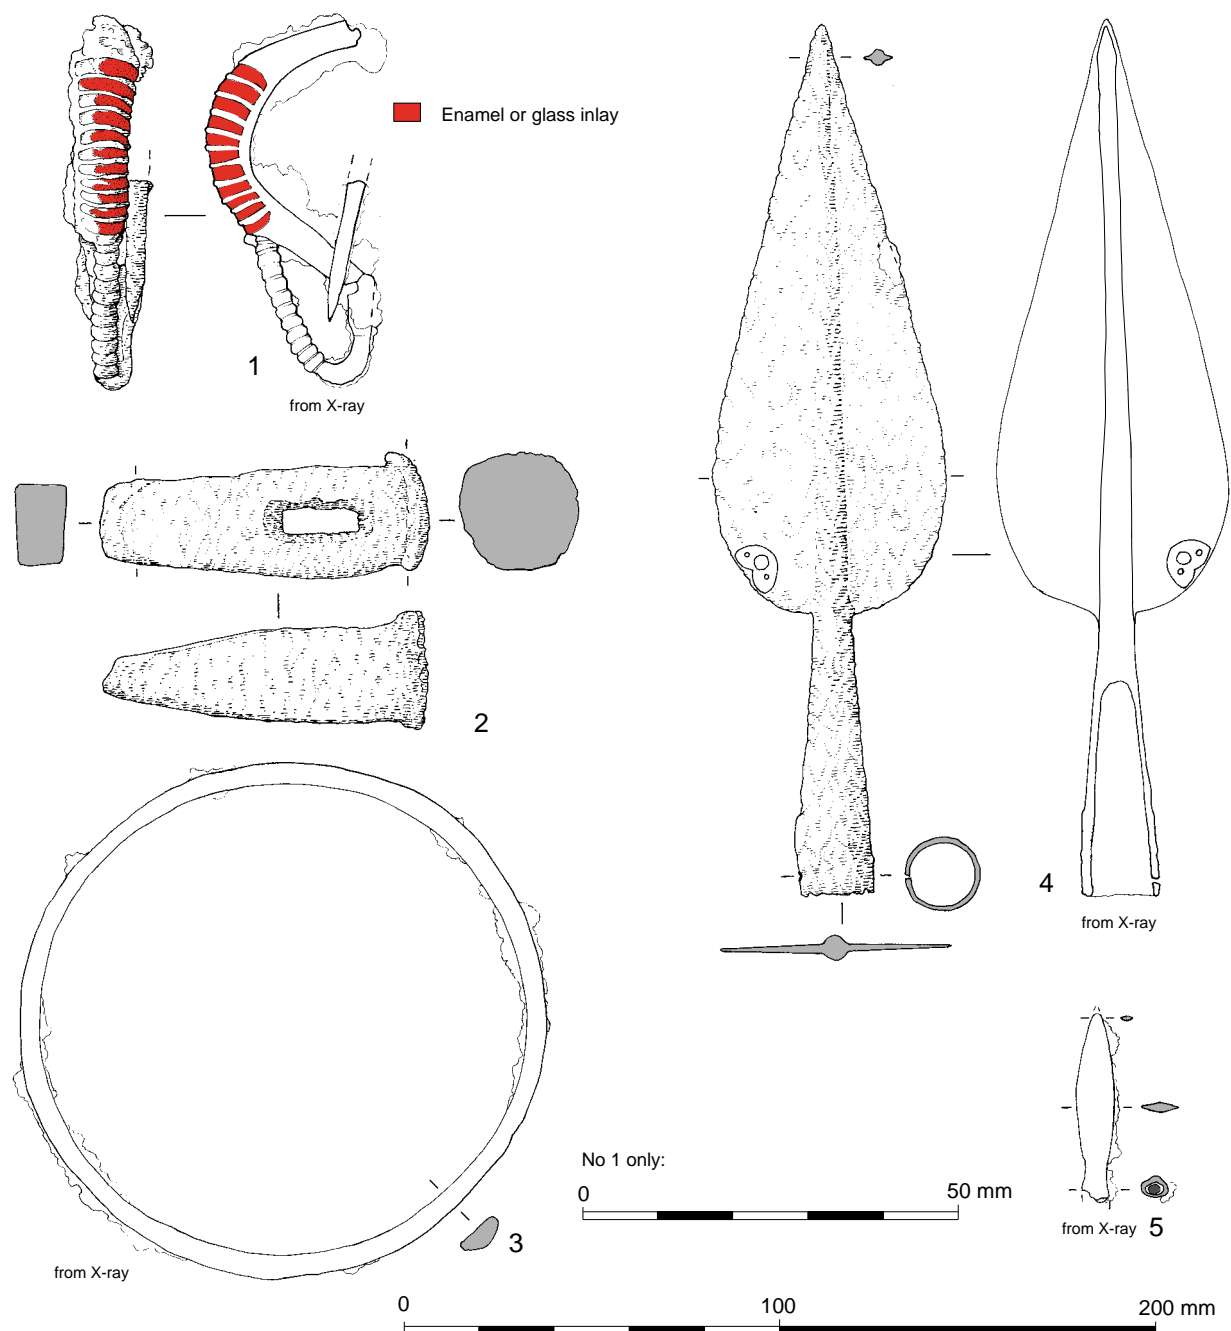 Enamel or glass inlay
1
from X-ray
2
4
from X-ray
No 1 only:
0 50 mm
3
from X-ray
from X-ray 5
0 100 200 mm